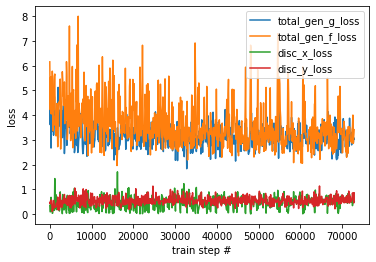 8
7
6
5
4
3
2
1
0
loss
0
10000
20000
30000
40000
50000
60000
70000
train step #
total_gen_g_loss
total_gen_f_loss
disc_x_loss
disc_y_loss